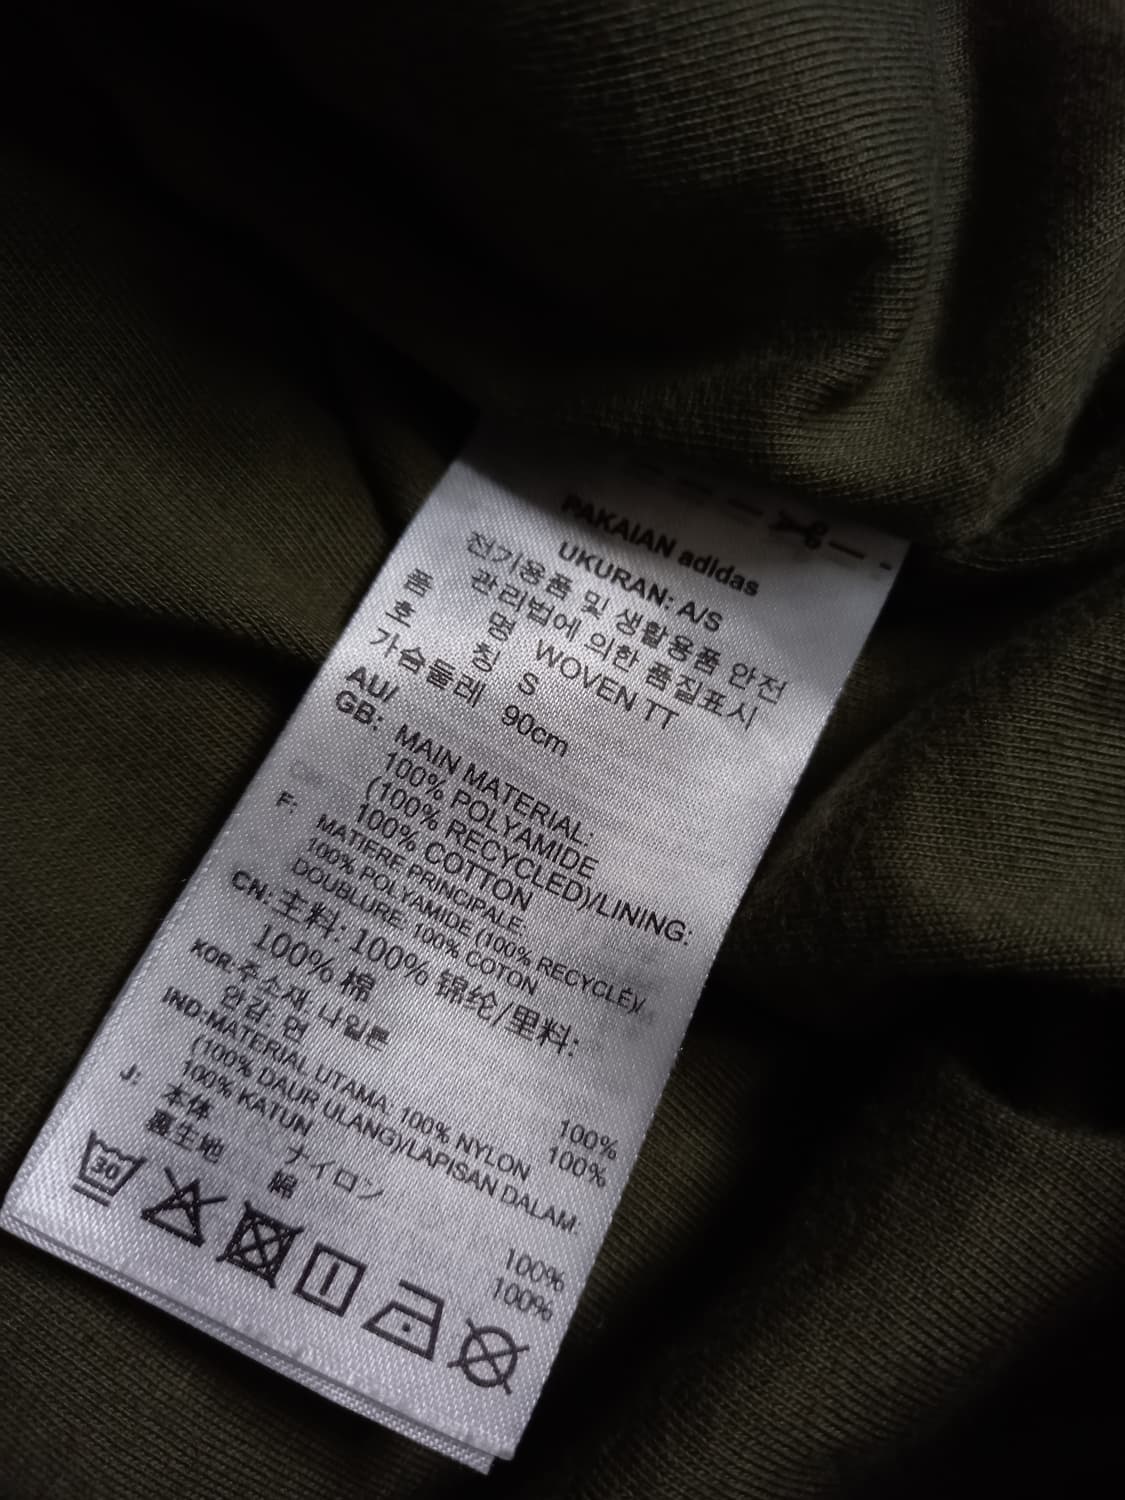 PAKAIAN adidas
UKURAN: A/S
전기용품 및 생활용품 안전
관리법에 의한 품질표시
품 명 WOVEN TT
호 칭 S
가슴둘레 90cm
AU/
GB: MAIN MATERIAL:
100% POLYAMIDE
(100% RECYCLED)/LINING:
100% COTTON
F: MATIERE PRINCIPALE:
100% POLYAMIDE (100% RECYCLÉ)/
DOUBLURE: 100% COTON
CN: 主料: 100% 锦纶/里料:
100% 棉
KOR: 주소재: 나일론 100%
안감: 면 100%
IND: MATERIAL UTAMA: 100% NYLON
(100% DAUR ULANG)/LAPISAN DALAM:
100% KATUN
J: 本体 ナイロン 100%
裏生地 綿 100%
30